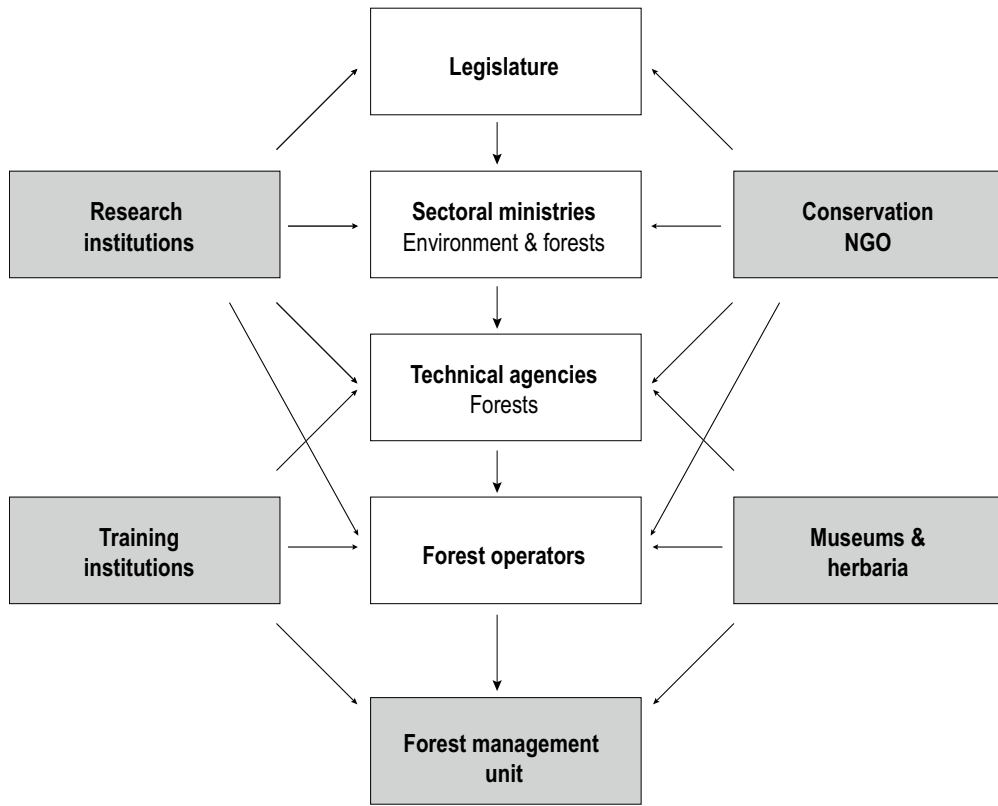 Legislature
Research
institutions
Sectoral ministries
Environment & forests
Conservation
NGO
Technical agencies
Forests
Training
institutions
Forest operators
Museums &
herbaria
Forest management
unit